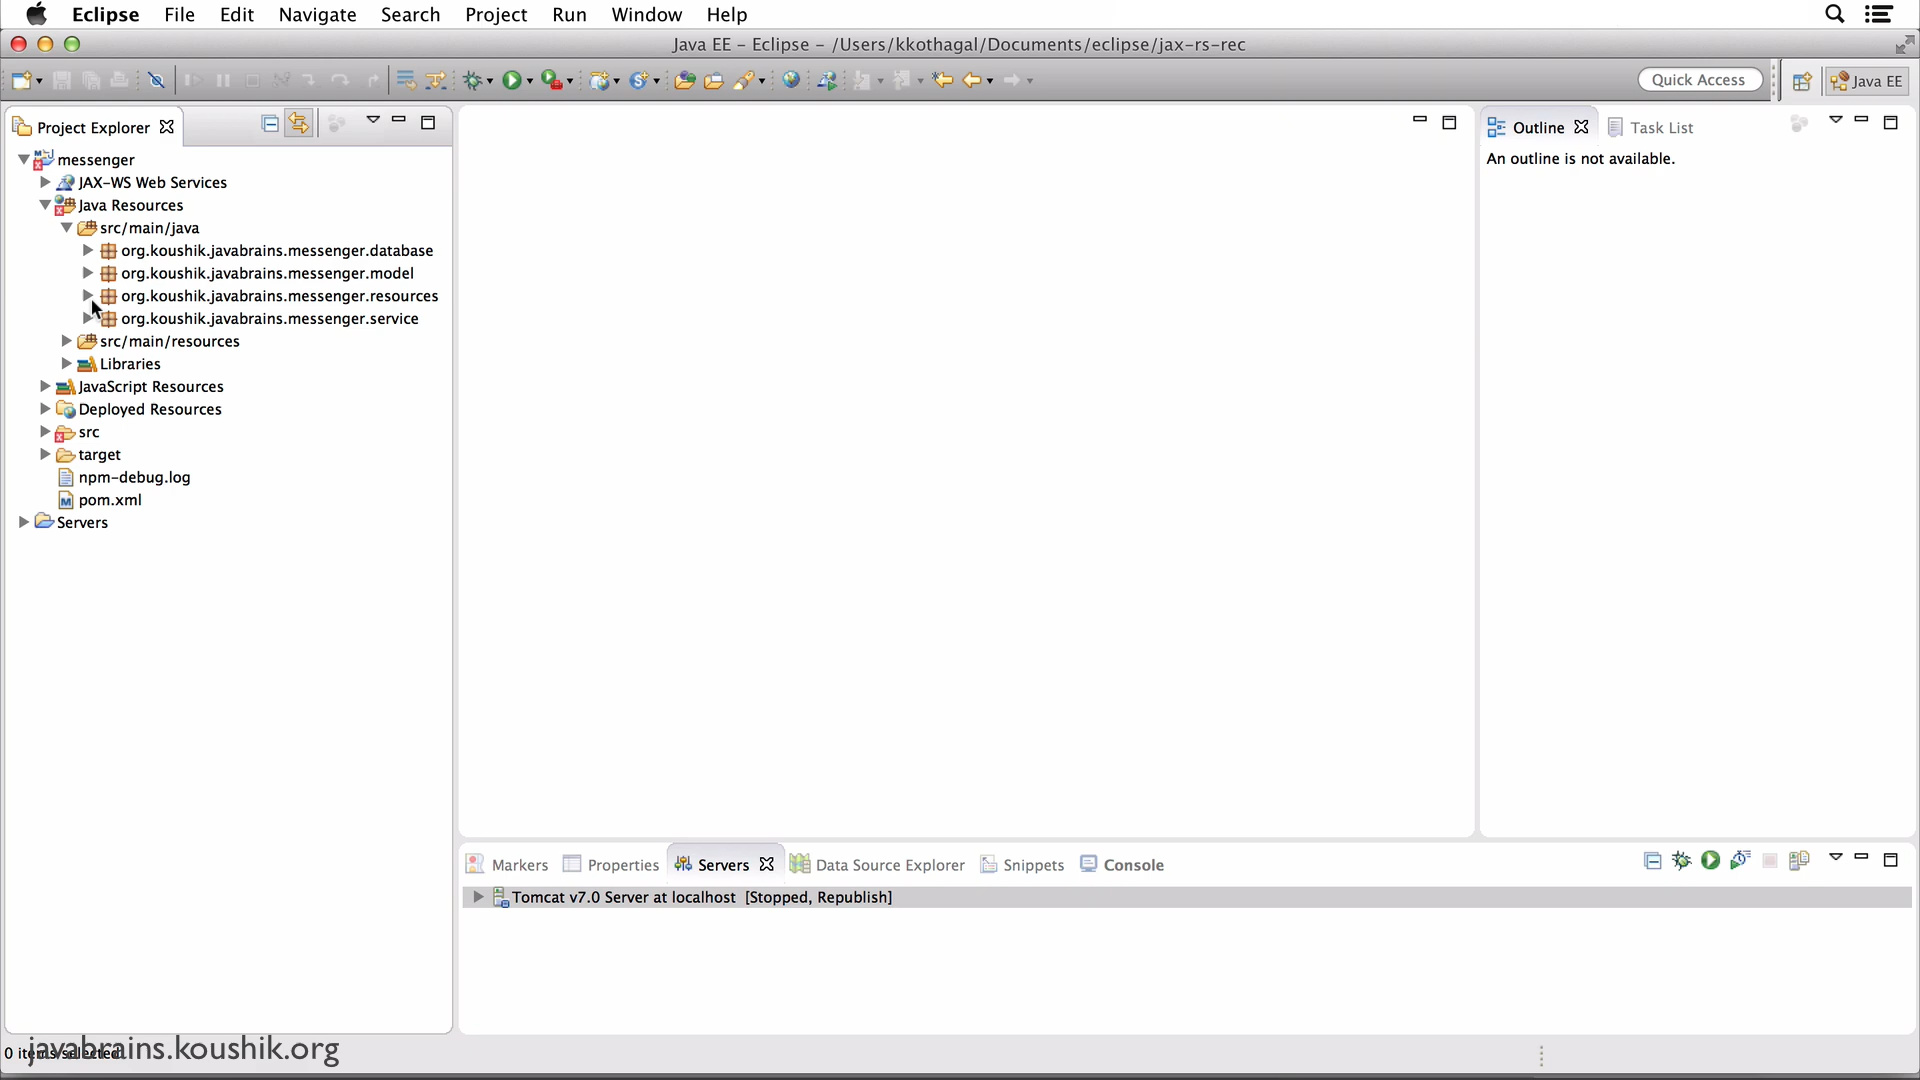 Eclipse File Edit Navigate Search Project Run Window Help
Java EE - Eclipse - /Users/kkothagal/Documents/eclipse/jax-rs-rec
Quick Access
Java EE
Project Explorer
messenger
JAX-WS Web Services
Java Resources
src/main/java
org.koushik.javabrains.messenger.database
org.koushik.javabrains.messenger.model
org.koushik.javabrains.messenger.resources
org.koushik.javabrains.messenger.service
src/main/resources
Libraries
JavaScript Resources
Deployed Resources
src
target
npm-debug.log
pom.xml
Servers
Outline Task List
An outline is not available.
Markers Properties Servers Data Source Explorer Snippets Console
Tomcat v7.0 Server at localhost [Stopped, Republish]
0 items selected
javabrains.koushik.org